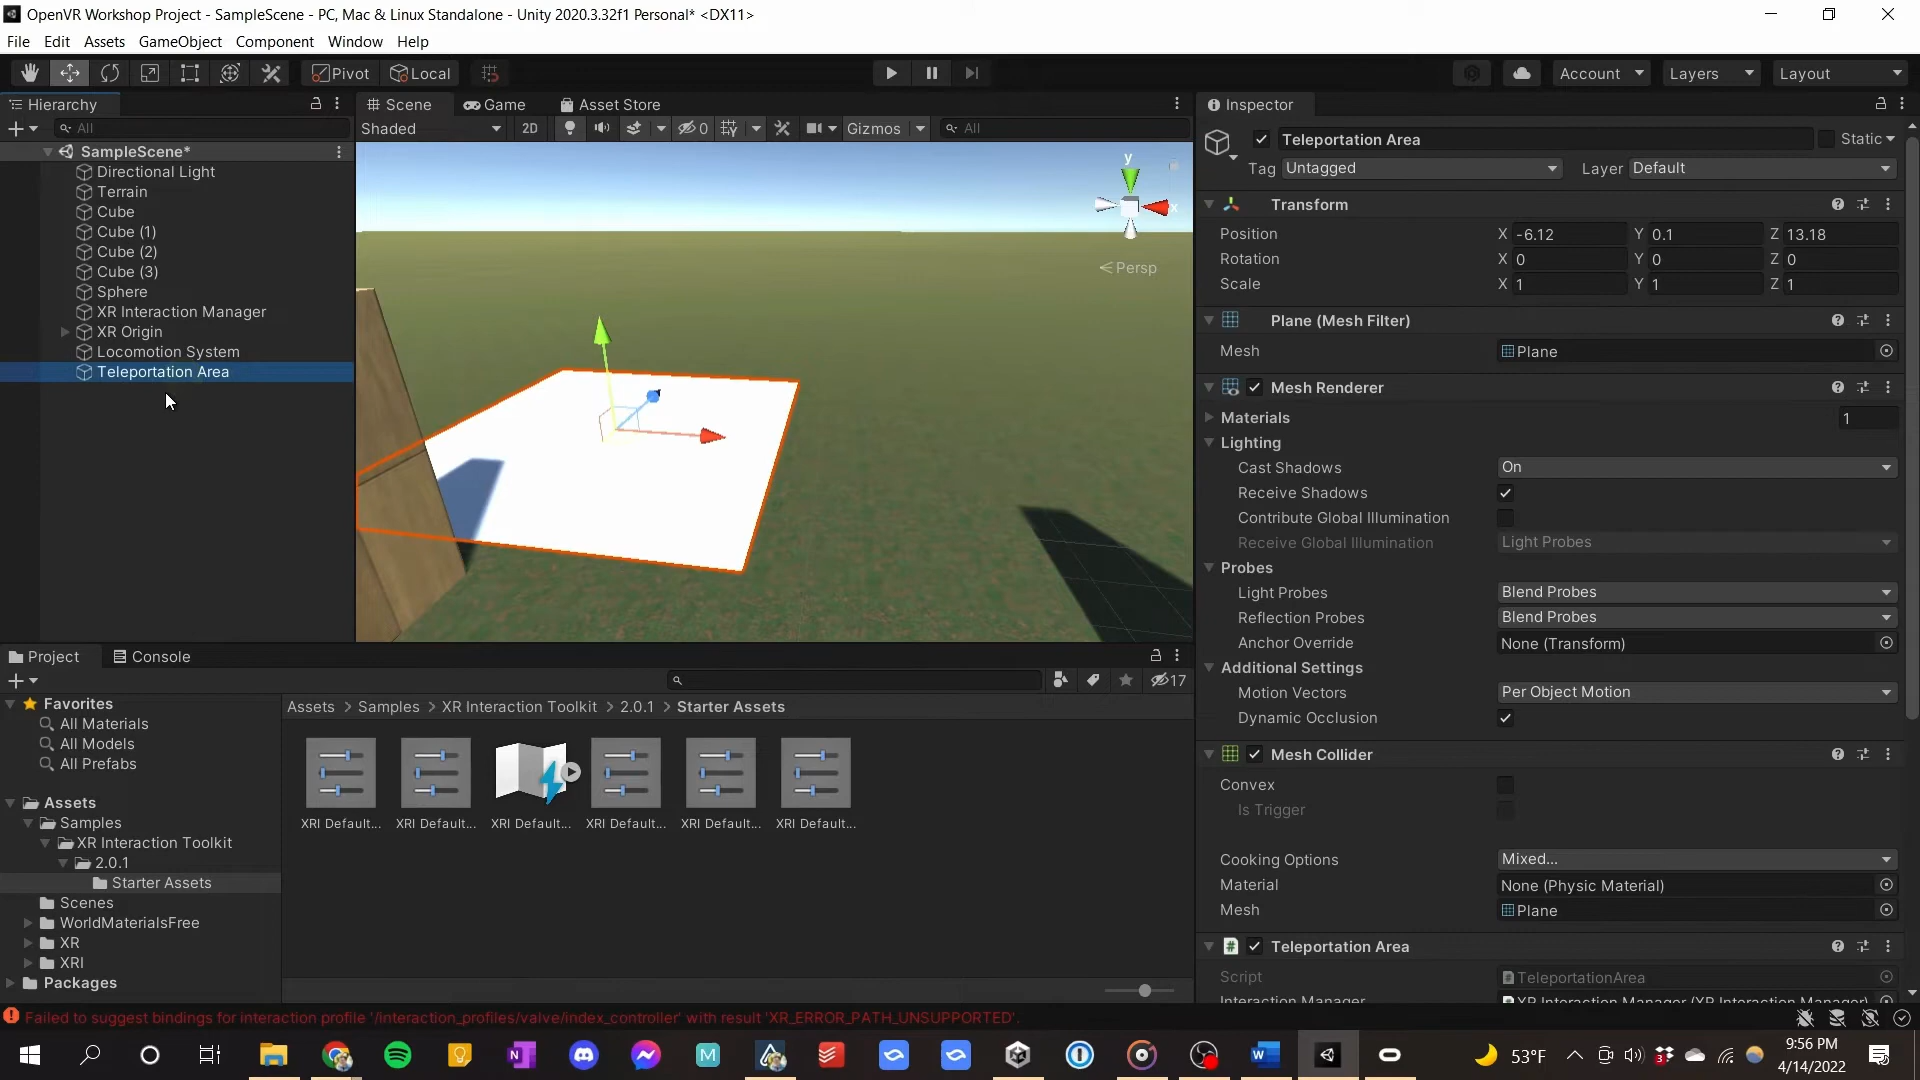 OpenVR Workshop Project - SampleScene - PC, Mac & Linux Standalone - Unity 2020.3.32f1 Personal* <DX11>
File Edit Assets GameObject Component Window Help
Pivot Local Account Layers Layout
Hierarchy
All
SampleScene*
Directional Light
Terrain
Cube
Cube (1)
Cube (2)
Cube (3)
Sphere
XR Interaction Manager
XR Origin
Locomotion System
Teleportation Area
Scene Game Asset Store
Shaded 2D 0 Gizmos All
y
x
Persp
Inspector
Teleportation Area Static
Tag Untagged Layer Default
Transform
Position X -6.12 Y 0.1 Z 13.18
Rotation X 0 Y 0 Z 0
Scale X 1 Y 1 Z 1
Plane (Mesh Filter)
Mesh Plane
Mesh Renderer
Materials 1
Lighting
Cast Shadows On
Receive Shadows
Contribute Global Illumination
Receive Global Illumination Light Probes
Probes
Light Probes Blend Probes
Reflection Probes Blend Probes
Anchor Override None (Transform)
Additional Settings
Motion Vectors Per Object Motion
Dynamic Occlusion
Mesh Collider
Convex
Is Trigger
Cooking Options Mixed...
Material None (Physic Material)
Mesh Plane
Teleportation Area
Script TeleportationArea
Interaction Manager XR Interaction Manager (XR Interaction Manager)
Project Console
17
Favorites
All Materials
All Models
All Prefabs
Assets
Samples
XR Interaction Toolkit
2.0.1
Starter Assets
Scenes
WorldMaterialsFree
XR
XRI
Packages
Assets > Samples > XR Interaction Toolkit > 2.0.1 > Starter Assets
XRI Default... XRI Default... XRI Default... XRI Default... XRI Default... XRI Default...
Failed to suggest bindings for interaction profile '/interaction_profiles/valve/index_controller' with result 'XR_ERROR_PATH_UNSUPPORTED'.
53°F
9:56 PM
4/14/2022